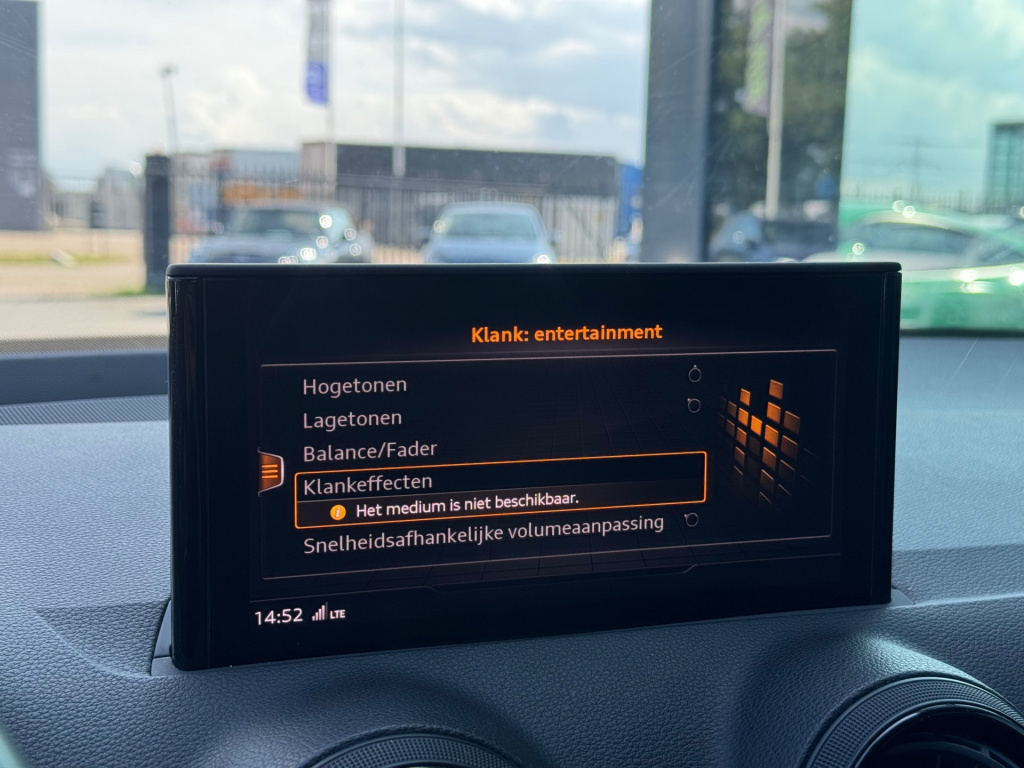 Klank: entertainment
Hogetonen
Lagetonen
Balance/Fader
Klankeffecten
i Het medium is niet beschikbaar.
Snelheidsafhankelijke volumeaanpassing
14:52 LTE